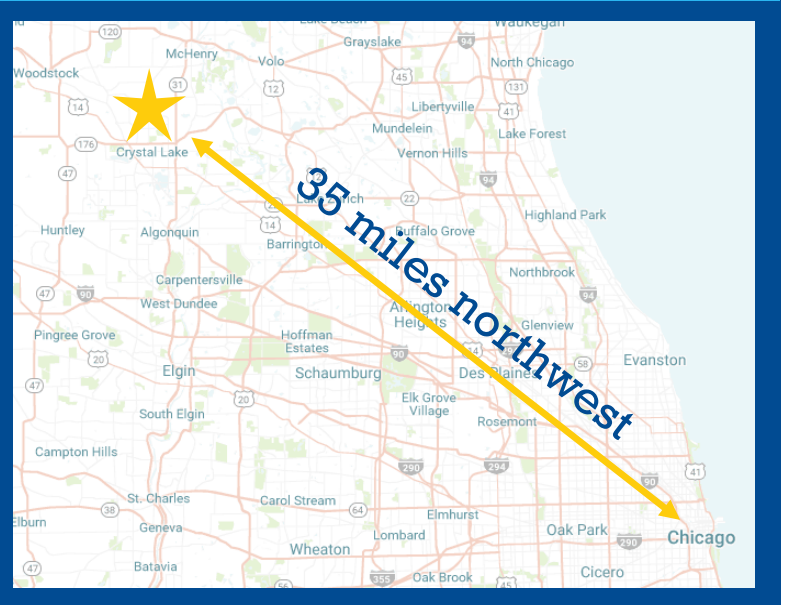 Waukegan
120
Grayslake
94
McHenry
Volo
North Chicago
Woodstock
45
31
12
131
14
Libertyville
41
Mundelein
Lake Forest
176
Crystal Lake
Vernon Hills
47
94
35 miles northwest
22
14
Highland Park
Huntley
Algonquin
Buffalo Grove
Barrington
Northbrook
Carpentersville
47
90
94
West Dundee
Arlington
Heights
Glenview
Pingree Grove
Hoffman
Estates
20
90
14
58
Evanston
Elgin
Schaumburg
Des Plaines
47
20
Elk Grove
Village
South Elgin
Rosemont
Campton Hills
290
294
90
41
St. Charles
Carol Stream
38
64
Elmhurst
Elburn
Geneva
Lombard
Oak Park
290
Chicago
Wheaton
47
Batavia
56
355
Oak Brook
45
Cicero